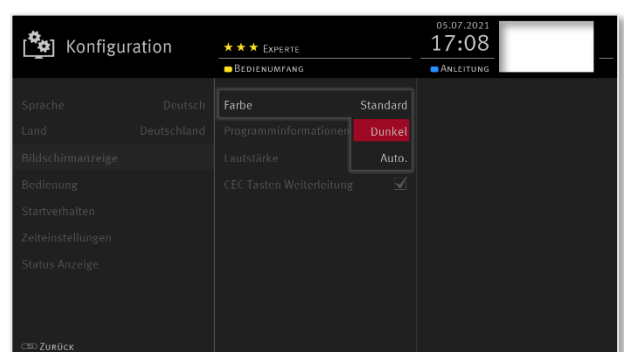 Konfiguration
★★★ EXPERTE
BEDIENUMFANG
05.07.2021
17:08
ANLEITUNG
Sprache Deutsch
Land Deutschland
Bildschirmanzeige
Bedienung
Startverhalten
Zeiteinstellungen
Status Anzeige
Farbe Standard
Programminformationen Dunkel
Lautstärke Auto.
CEC Tasten Weiterleitung
ZURÜCK